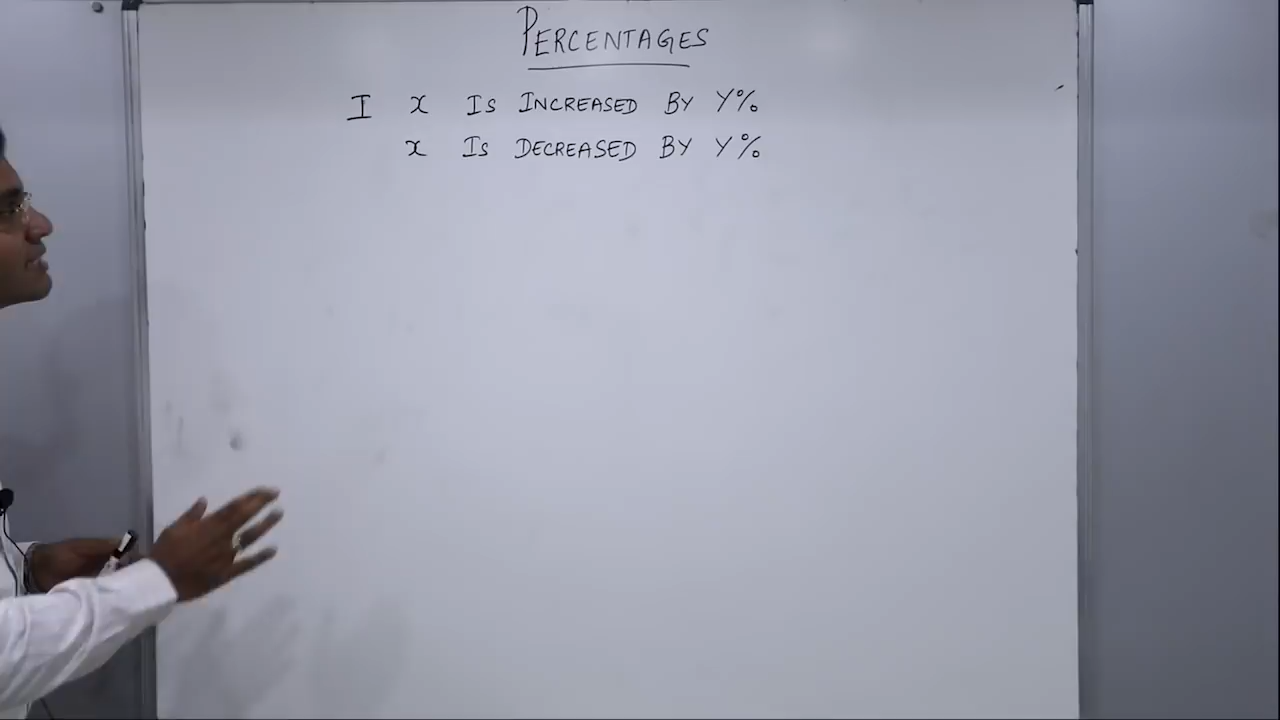 PERCENTAGES
I x IS INCREASED BY Y%
x IS DECREASED BY Y%